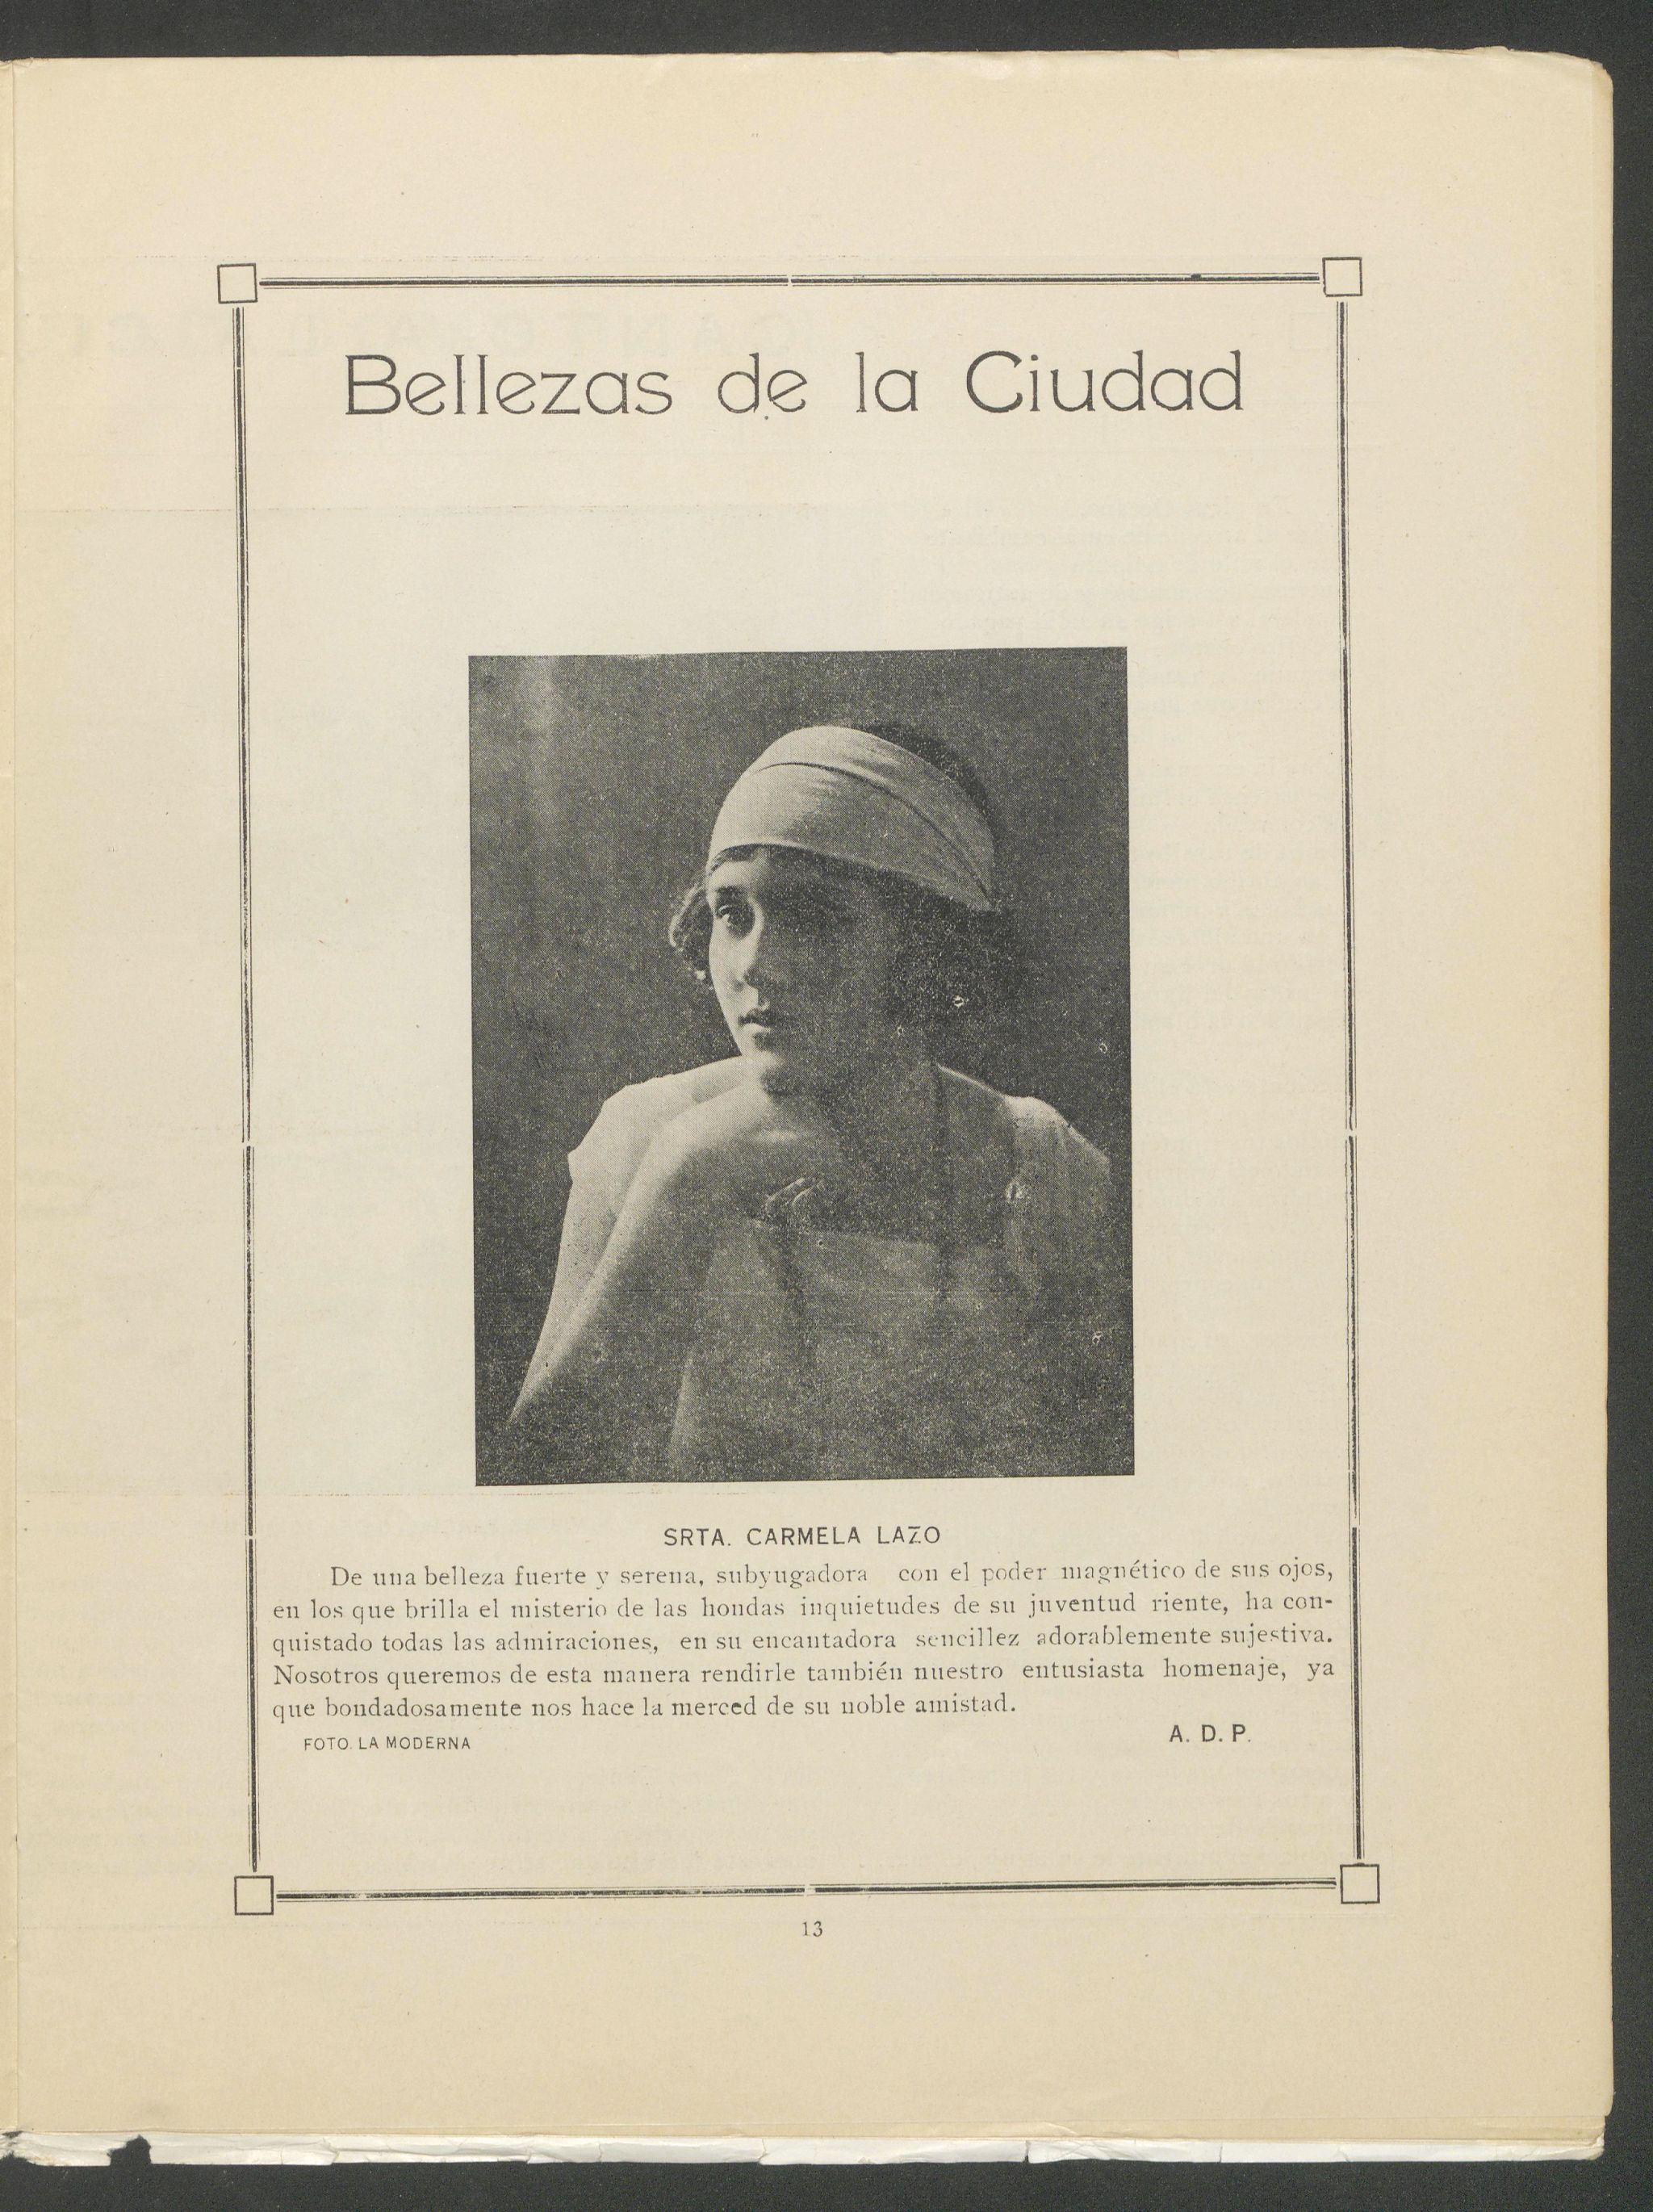 Bellezas de la Ciudad
SRTA. CARMELA LAZO
De una belleza fuerte y serena, subyugadora con el poder magnético de sus ojos,
en los que brilla el misterio de las hondas inquietudes de su juventud riente, ha con-
quistado todas las admiraciones, en su encantadora sencillez adorablemente sujestiva.
Nosotros queremos de esta manera rendirle también nuestro entusiasta homenaje, ya
que bondadosamente nos hace la merced de su noble amistad.
A. D. P.
FOTO. LA MODERNA
13